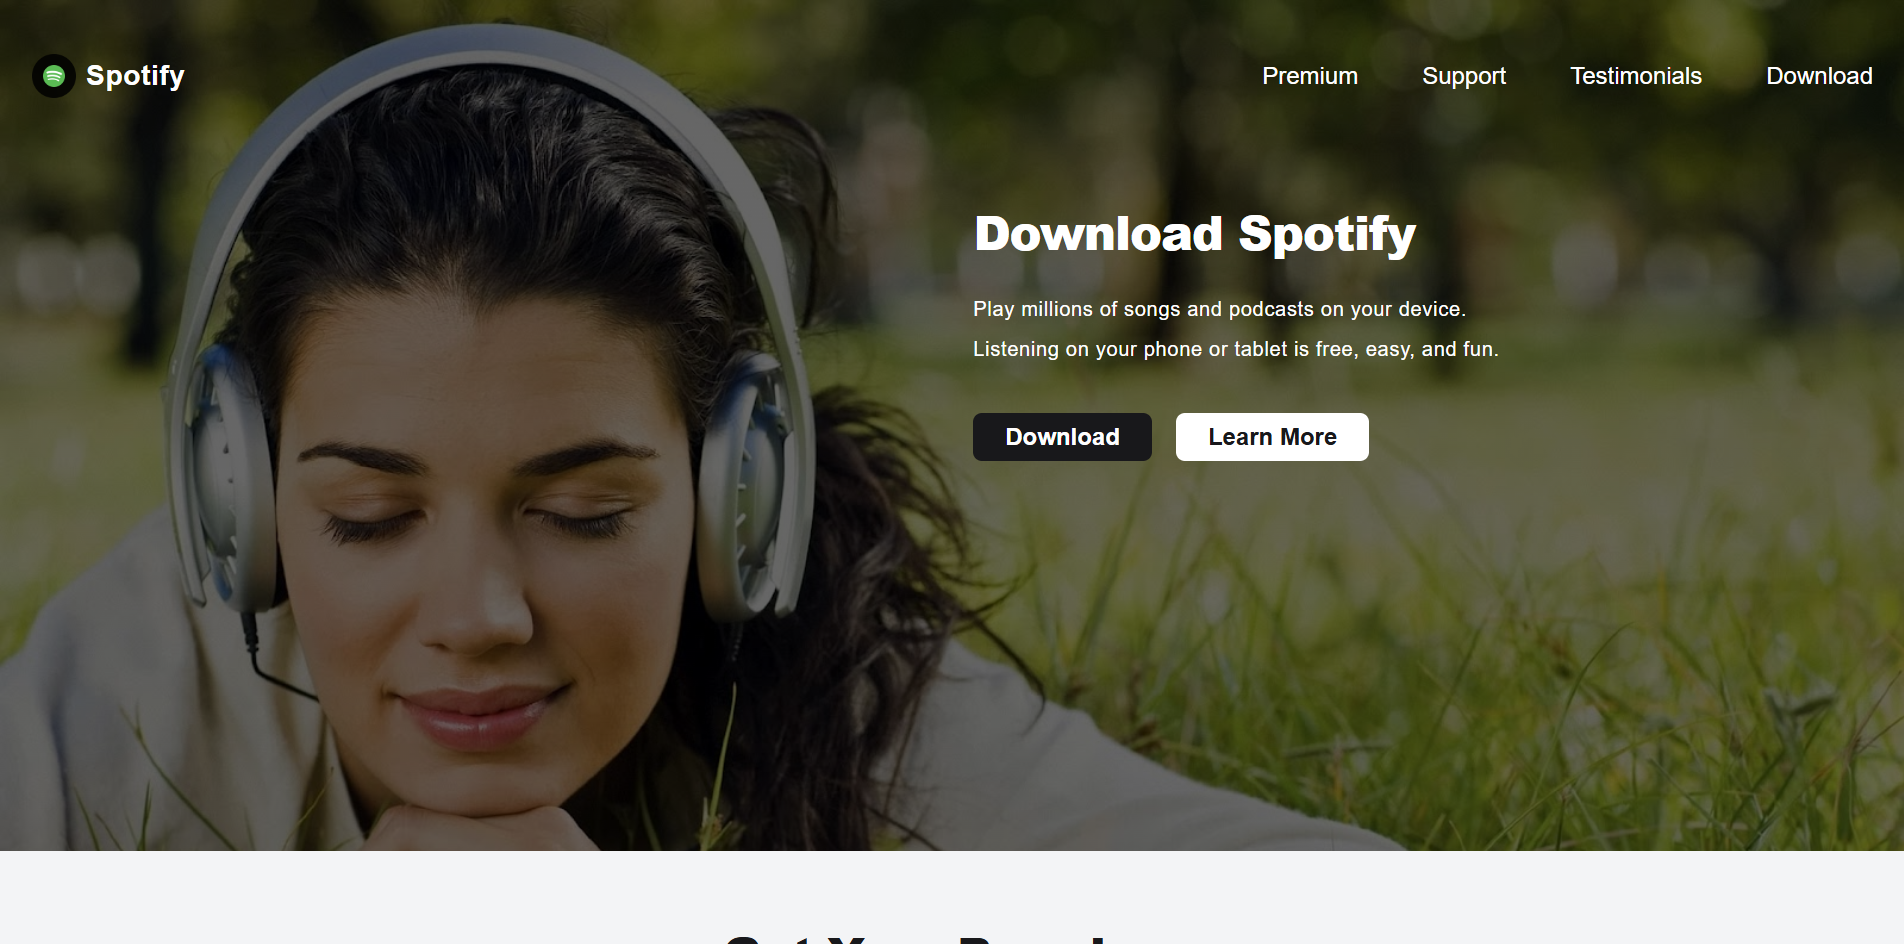 Spotify
Premium
Support
Testimonials
Download
Download Spotify
Play millions of songs and podcasts on your device.
Listening on your phone or tablet is free, easy, and fun.
Download
Learn More